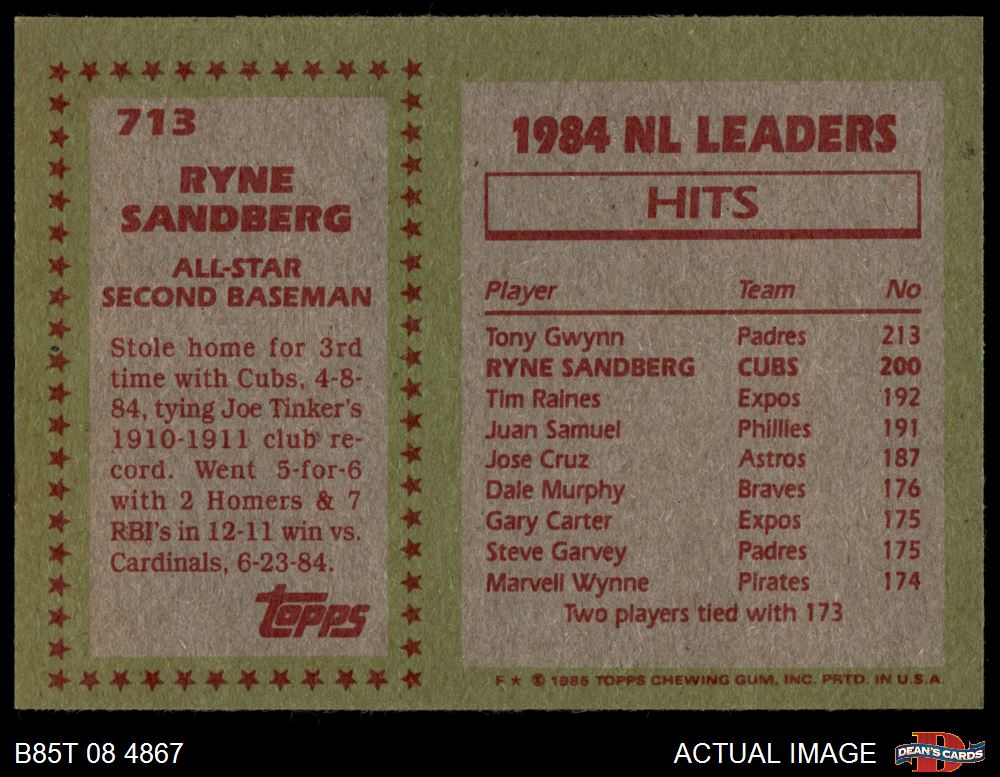 713
RYNE
SANDBERG
ALL-STAR
SECOND BASEMAN
Stole home for 3rd
time with Cubs, 4-8-
84, tying Joe Tinker's
1910-1911 club re-
cord. Went 5-for-6
with 2 Homers & 7
RBI's in 12-11 win vs.
Cardinals, 6-23-84.
topps
1984 NL LEADERS
HITS
Player Team No
Tony Gwynn Padres 213
RYNE SANDBERG CUBS 200
Tim Raines Expos 192
Juan Samuel Phillies 191
Jose Cruz Astros 187
Dale Murphy Braves 176
Gary Carter Expos 175
Steve Garvey Padres 175
Marvell Wynne Pirates 174
Two players tied with 173
F ★ © 1985 TOPPS CHEWING GUM, INC. PRTD. IN U.S.A.
B85T 08 4867
ACTUAL IMAGE
D
DEAN'S CARDS